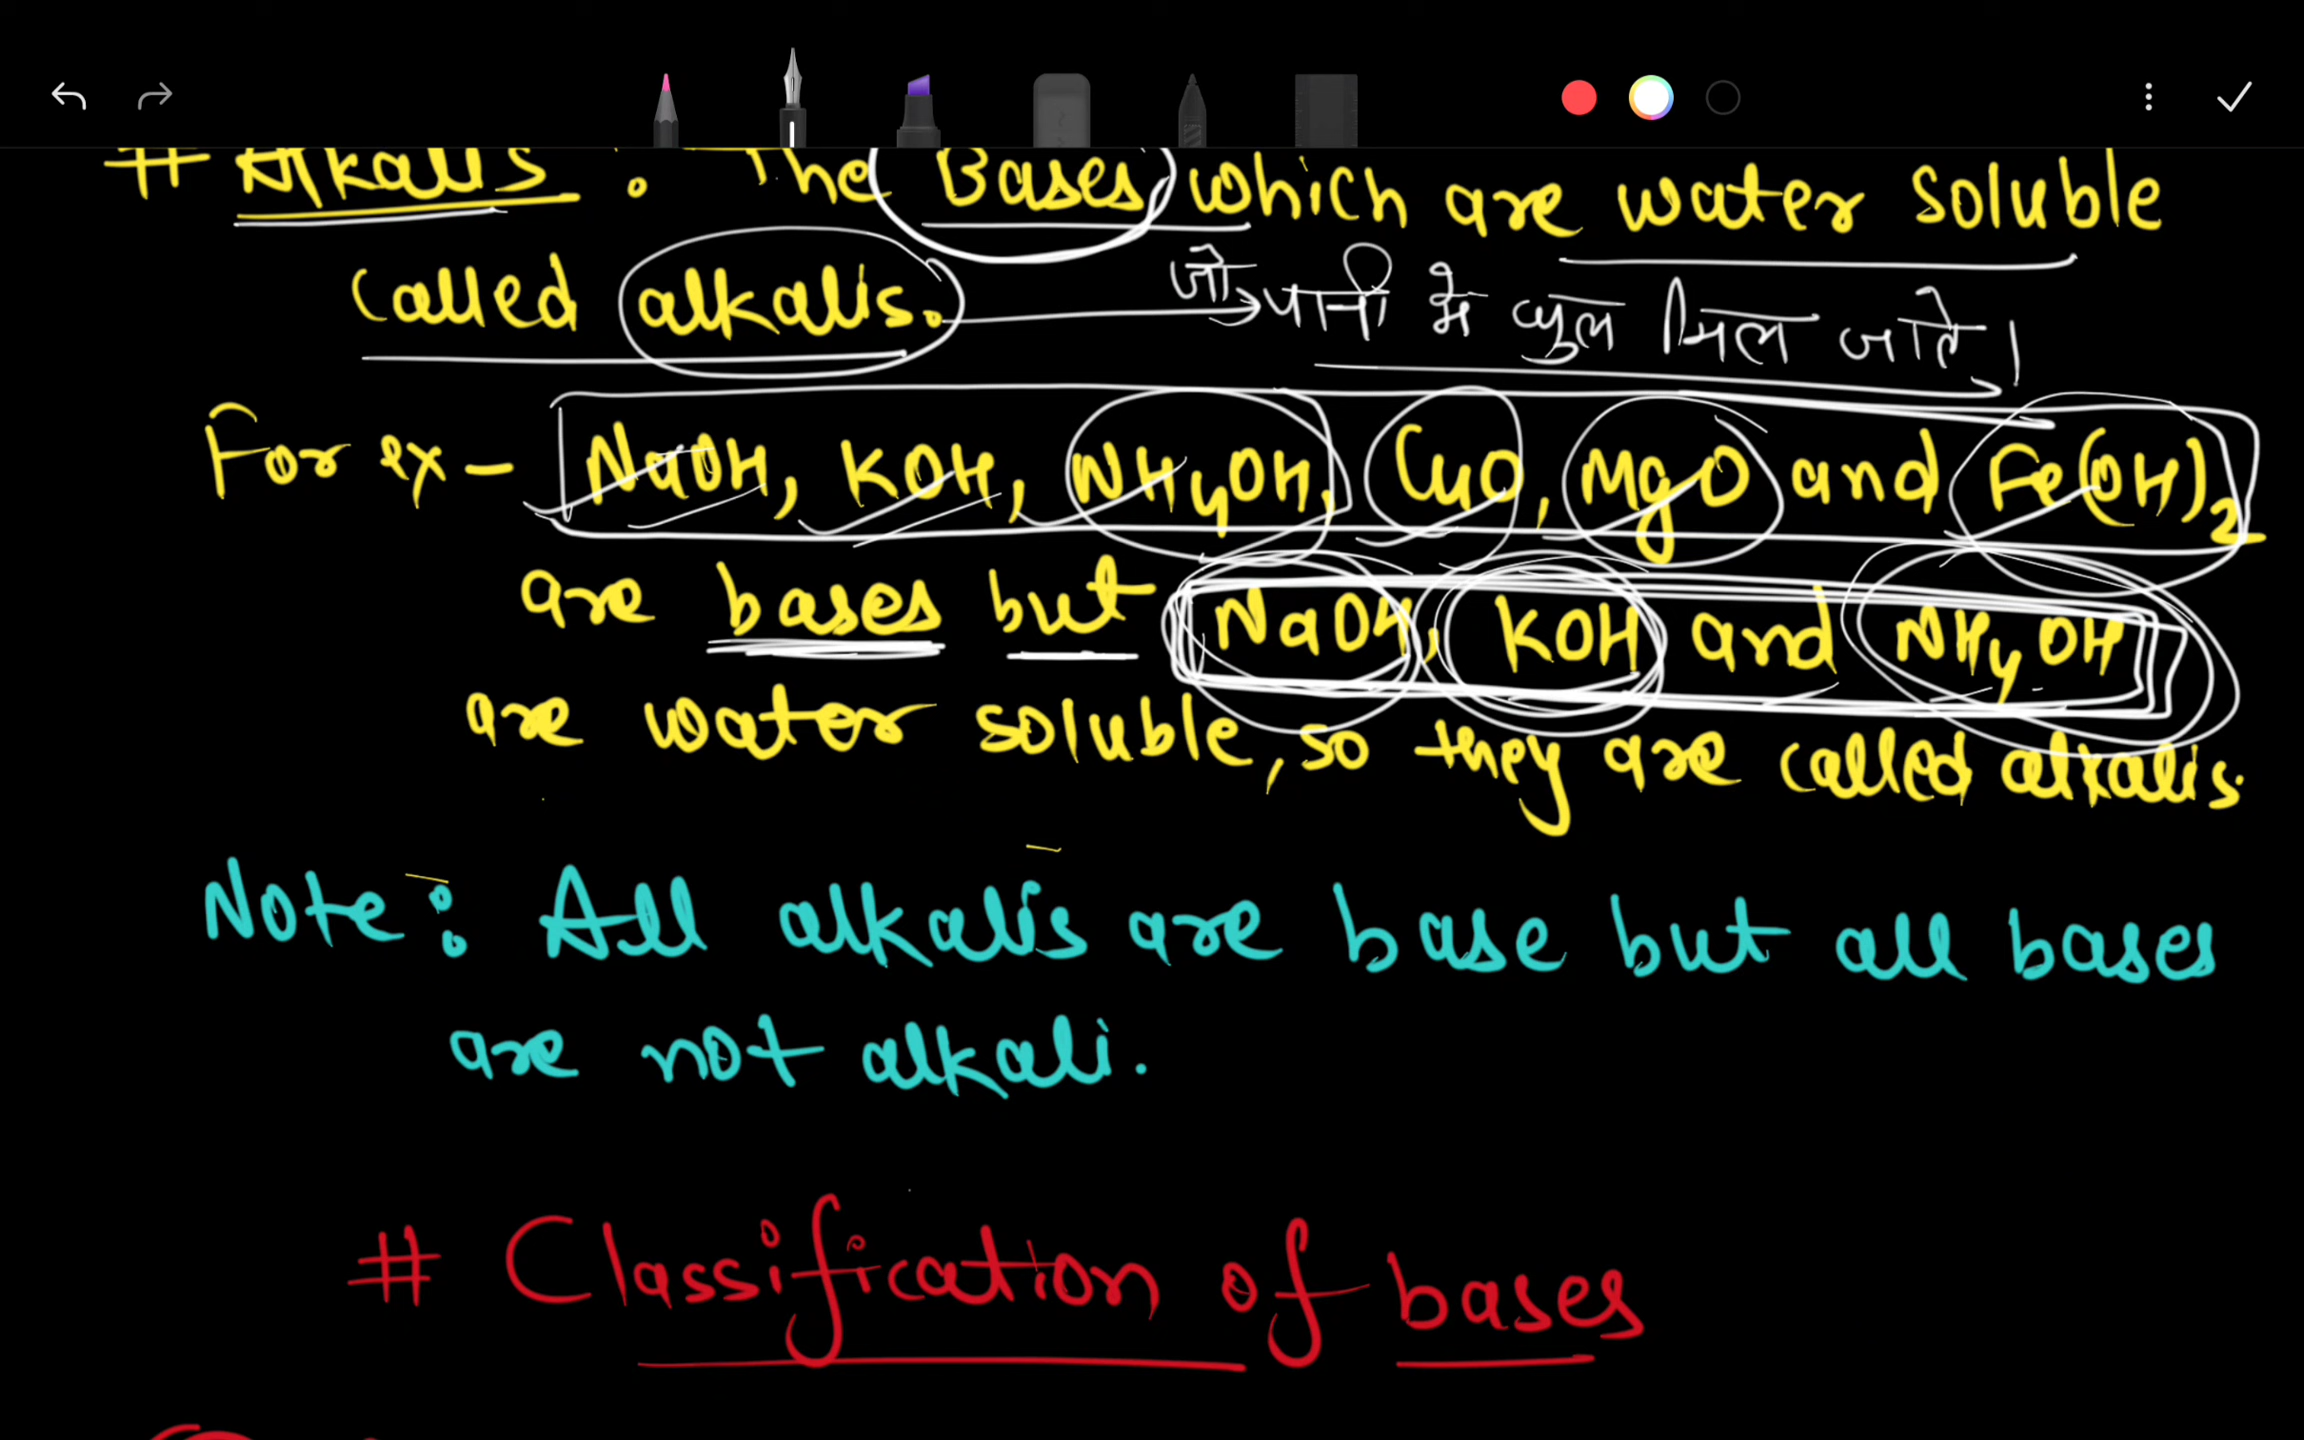 # Alkalis : The Bases which are water soluble
called alkalis. जो पानी में घुल मिल जाते।
For ex - NaOH, KOH, NH4OH, CuO, MgO and Fe(OH)2
are bases but NaOH, KOH and NH4OH
are water soluble, so they are called alkalis.
Note: All alkalis are base but all bases
are not alkali.
# Classification of bases